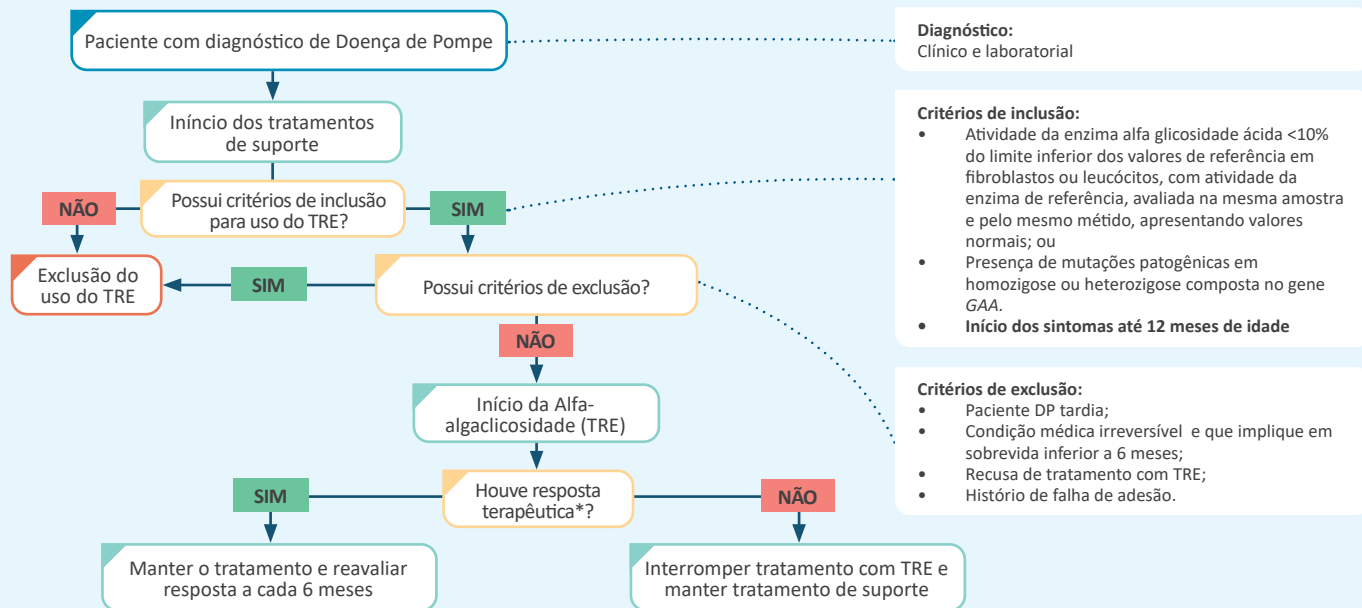 Paciente com diagnóstico de Doença de Pompe
Iníncio dos tratamentos
de suporte
Possui critérios de inclusão
para uso do TRE?
NÃO
SIM
Exclusão do
uso do TRE
SIM
Possui critérios de exclusão?
NÃO
Início da Alfa-
algaclicosidade (TRE)
Houve resposta
terapêutica*?
SIM
NÃO
Manter o tratamento e reavaliar
resposta a cada 6 meses
Interromper tratamento com TRE e
manter tratamento de suporte
Diagnóstico:
Clínico e laboratorial
Critérios de inclusão:
• Atividade da enzima alfa glicosidade ácida <10%
do limite inferior dos valores de referência em
fibroblastos ou leucócitos, com atividade da
enzima de referência, avaliada na mesma amostra
e pelo mesmo métido, apresentando valores
normais; ou
• Presença de mutações patogênicas em
homozigose ou heterozigose composta no gene
GAA.
• Início dos sintomas até 12 meses de idade
Critérios de exclusão:
• Paciente DP tardia;
• Condição médica irreversível e que implique em
sobrevida inferior a 6 meses;
• Recusa de tratamento com TRE;
• Histório de falha de adesão.